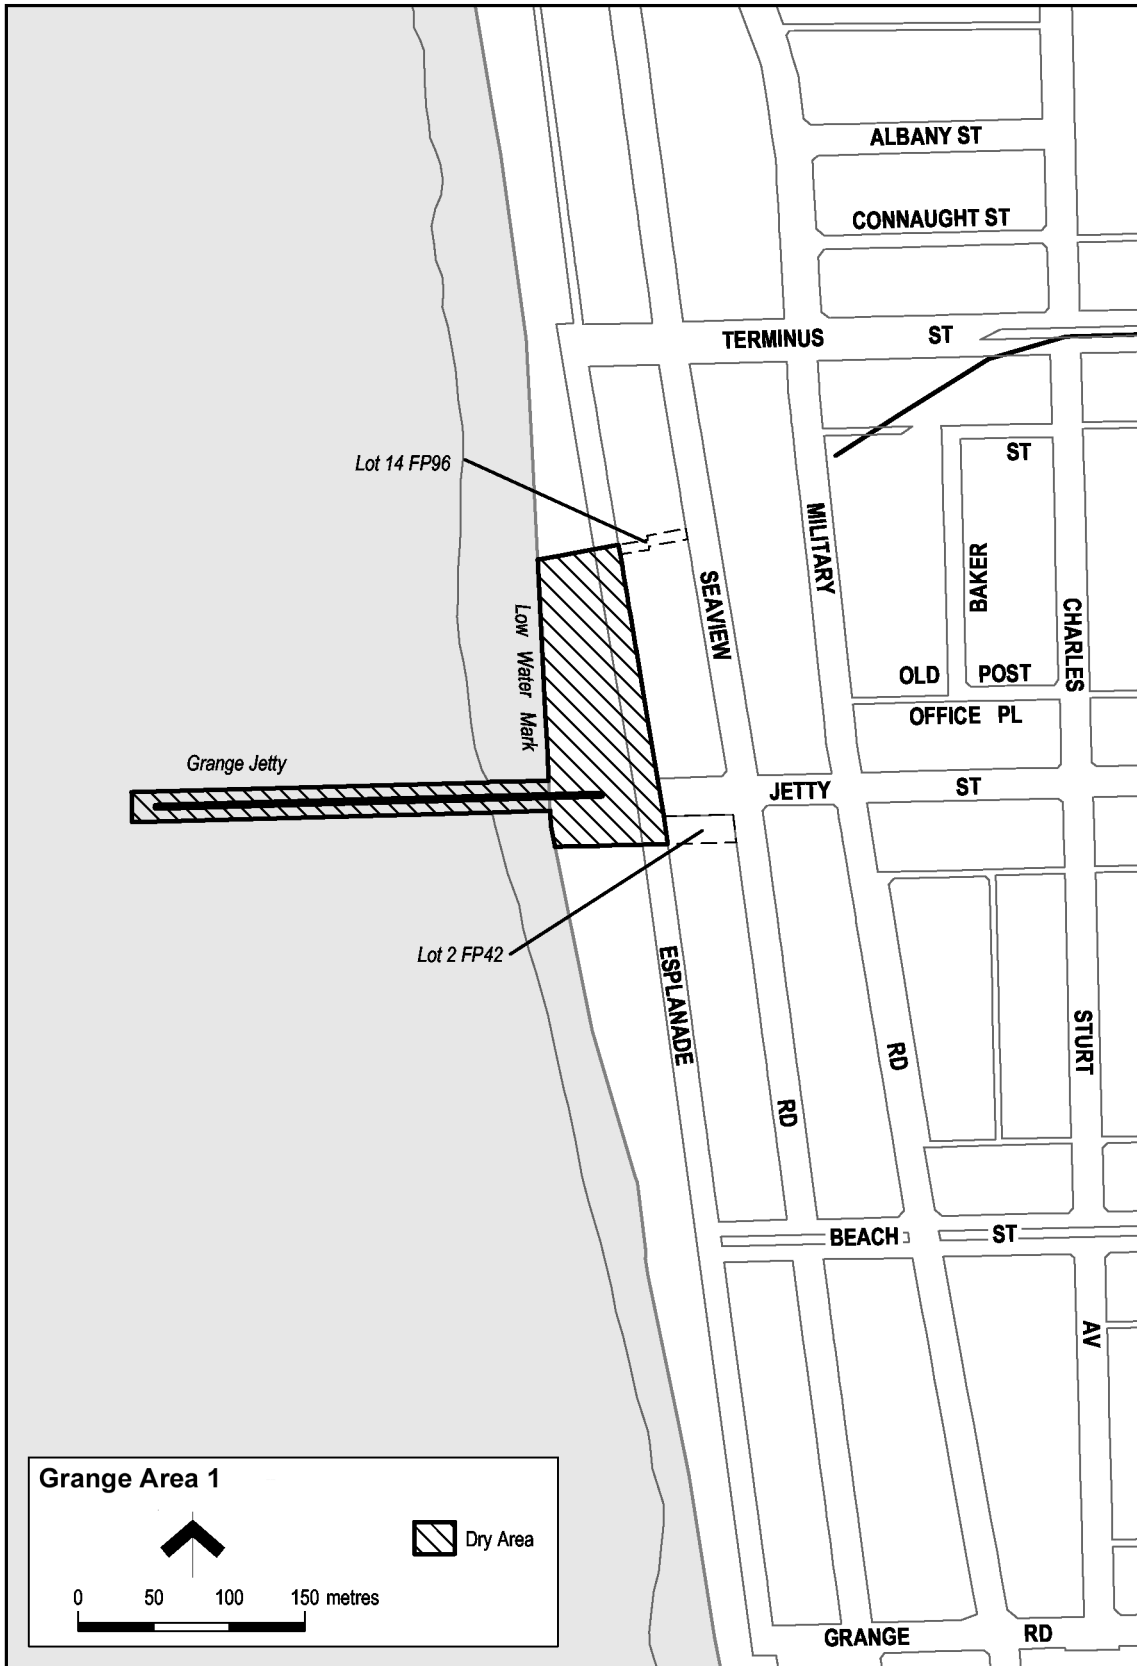 ALBANY ST
CONNAUGHT ST
TERMINUS ST
Lot 14 FP96
ST
MILITARY
BAKER
SEAVIEW
CHARLES
Low Water Mark
OLD POST
OFFICE PL
Grange Jetty
JETTY ST
Lot 2 FP42
ESPLANADE
STURT
RD
RD
BEACH ST
AV
GRANGE RD
Grange Area 1
Dry Area
0 50 100 150 metres